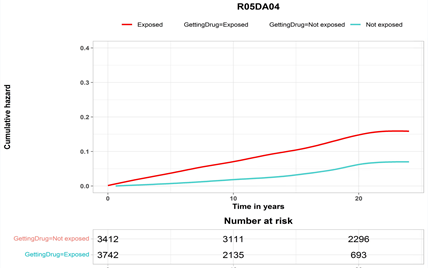 R05DA04
Exposed GettingDrug=Exposed GettingDrug=Not exposed Not exposed
0.4
0.3
0.2
0.1
0.0
Cumulative hazard
0 10 20
Time in years
Number at risk
GettingDrug=Not exposed 3412 3111 2296
GettingDrug=Exposed 3742 2135 693